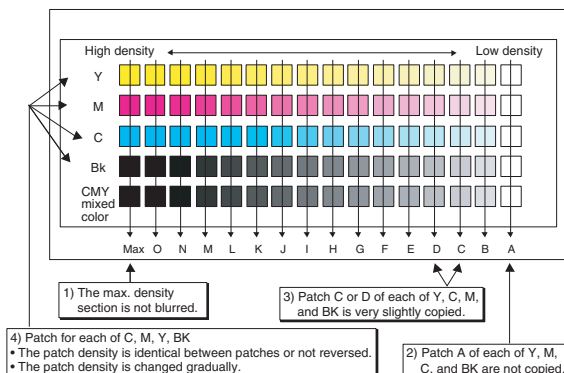 High density
Low density
Y
M
C
Bk
CMY
mixed
color
Max O N M L K J I H G F E D C B A
1) The max. density
section is not blurred.
3) Patch C or D of each of Y, C, M,
and BK is very slightly copied.
4) Patch for each of C, M, Y, BK
• The patch density is identical between patches or not reversed.
• The patch density is changed gradually.
2) Patch A of each of Y, M,
C, and BK are not copied.